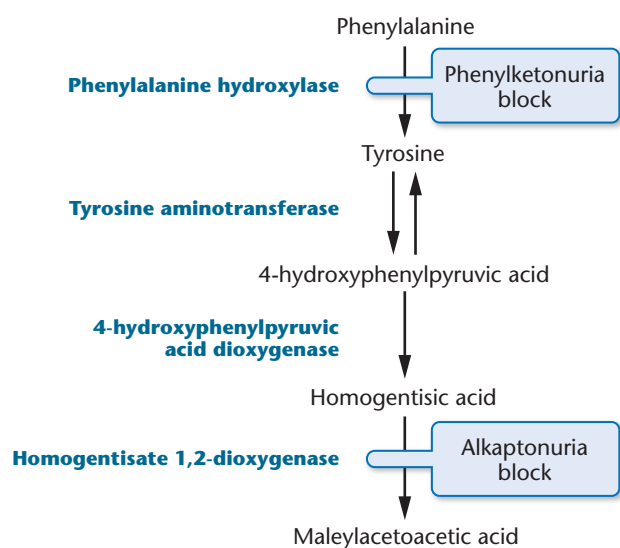 Phenylalanine
Phenylalanine hydroxylase
Phenylketonuria
block
Tyrosine
Tyrosine aminotransferase
4-hydroxyphenylpyruvic acid
4-hydroxyphenylpyruvic
acid dioxygenase
Homogentisic acid
Homogentisate 1,2-dioxygenase
Alkaptonuria
block
Maleylacetoacetic acid